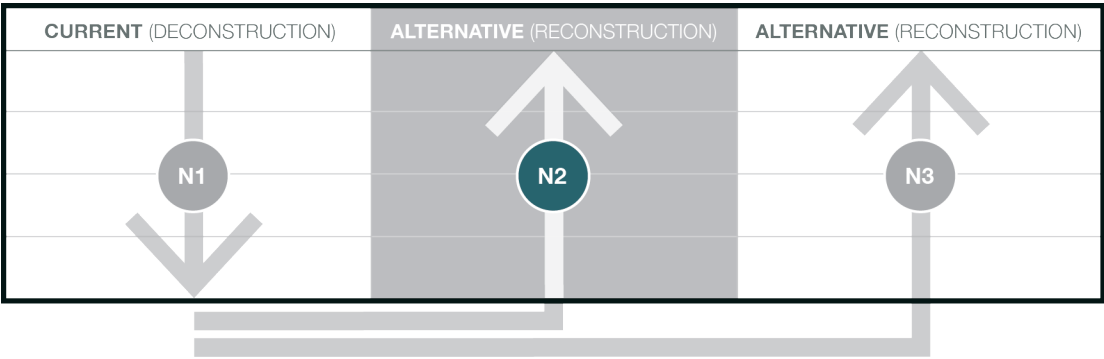 CURRENT (DECONSTRUCTION)
ALTERNATIVE (RECONSTRUCTION)
ALTERNATIVE (RECONSTRUCTION)
N1
N2
N3